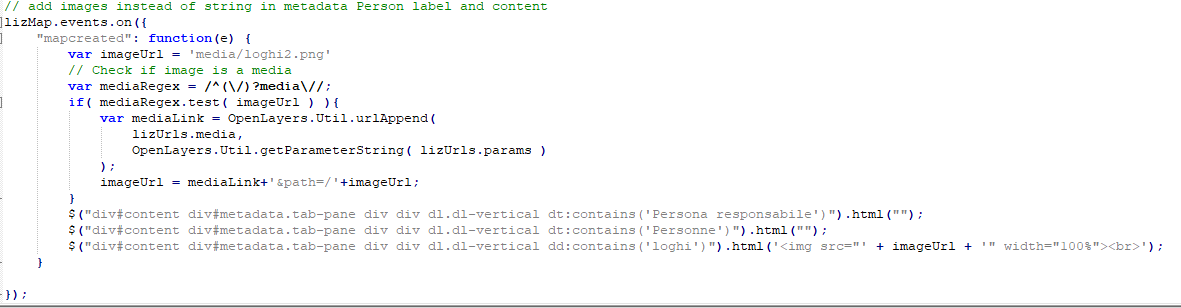 // add images instead of string in metadata Person label and content
lizMap.events.on({
"mapcreated": function(e) {
var imageUrl = 'media/loghi2.png'
// Check if image is a media
var mediaRegex = /^(\/)?media\//;
if( mediaRegex.test( imageUrl ) ){
var mediaLink = OpenLayers.Util.urlAppend(
lizUrls.media,
OpenLayers.Util.getParameterString( lizUrls.params )
);
imageUrl = mediaLink+'&path=/'+imageUrl;
}
$("div#content div#metadata.tab-pane div div dl.dl-vertical dt:contains('Persona responsabile')").html("");
$("div#content div#metadata.tab-pane div div dl.dl-vertical dt:contains('Personne')").html("");
$("div#content div#metadata.tab-pane div div dl.dl-vertical dd:contains('loghi')").html('<img src="' + imageUrl + '" width="100%"><br>');
}
});